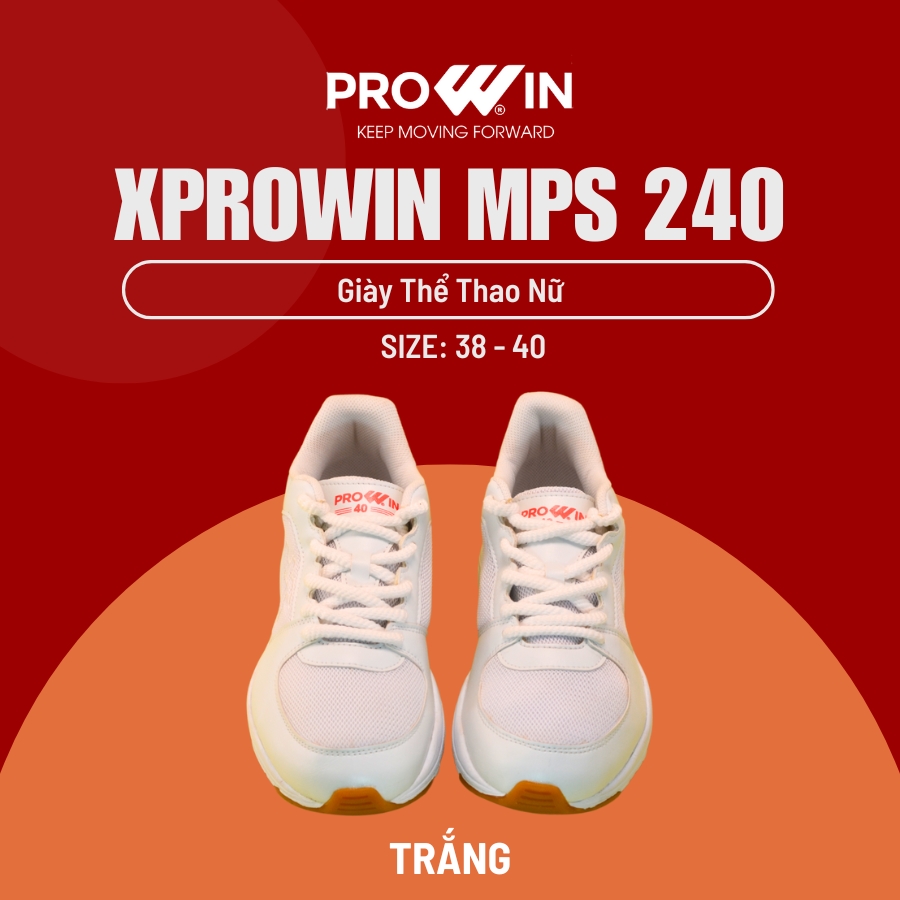 PROWIN
®
KEEP MOVING FORWARD
XPROWIN MPS 240
Giày Thể Thao Nữ
SIZE: 38 - 40
PROWIN
40
PROWIN
TRẮNG